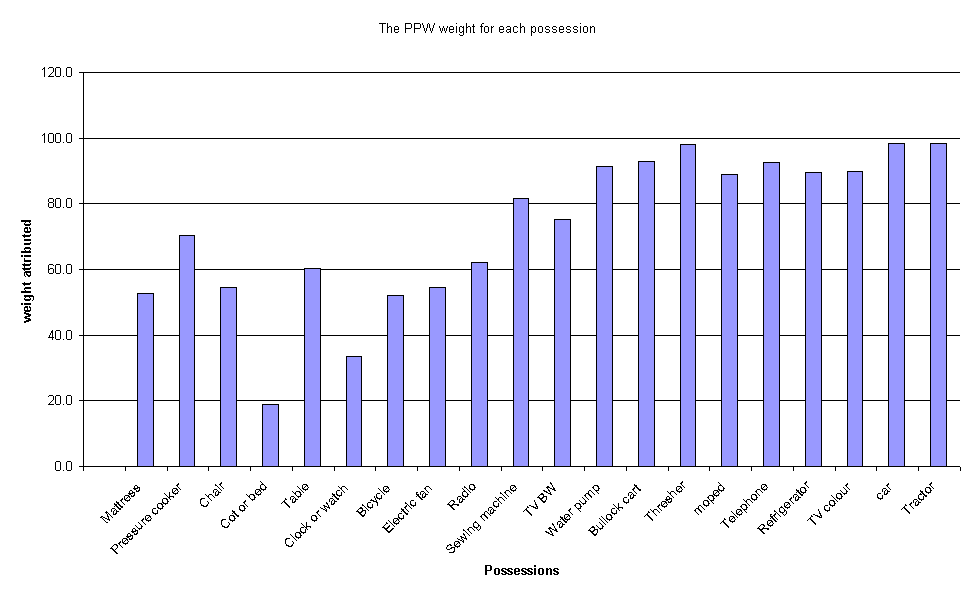 The PPW weight for each possession
120.0
100.0
80.0
60.0
40.0
20.0
0.0
weight attributed
Mattress
Pressure cooker
Chair
Cot or bed
Table
Clock or watch
Bicycle
Electric fan
Radio
Sewing machine
TV BW
Water pump
Bullock cart
Thresher
moped
Telephone
Refrigerator
TV colour
car
Tractor
Possessions